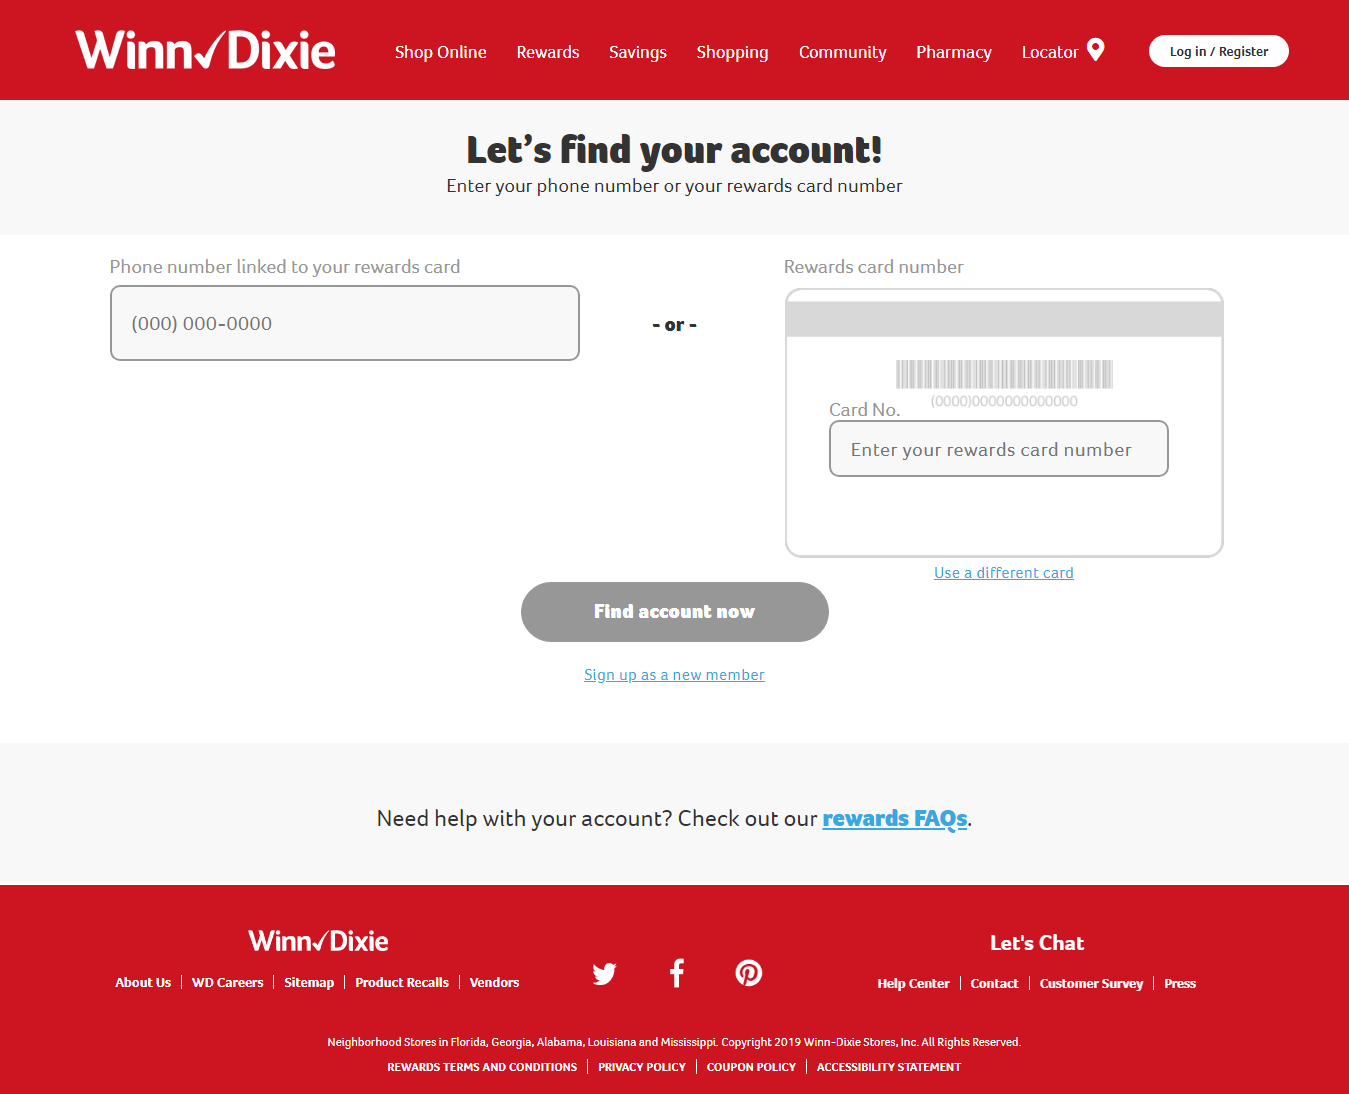 Winn✓Dixie
Shop Online Rewards Savings Shopping Community Pharmacy Locator Log in / Register
Let’s find your account!
Enter your phone number or your rewards card number
Phone number linked to your rewards card
(000) 000-0000
- or -
Rewards card number
(0000)0000000000000
Card No.
Enter your rewards card number
Use a different card
Find account now
Sign up as a new member
Need help with your account? Check out our rewards FAQs.
Winn✓Dixie
About Us | WD Careers | Sitemap | Product Recalls | Vendors
Let's Chat
Help Center | Contact | Customer Survey | Press
Neighborhood Stores in Florida, Georgia, Alabama, Louisiana and Mississippi. Copyright 2019 Winn-Dixie Stores, Inc. All Rights Reserved.
REWARDS TERMS AND CONDITIONS | PRIVACY POLICY | COUPON POLICY | ACCESSIBILITY STATEMENT